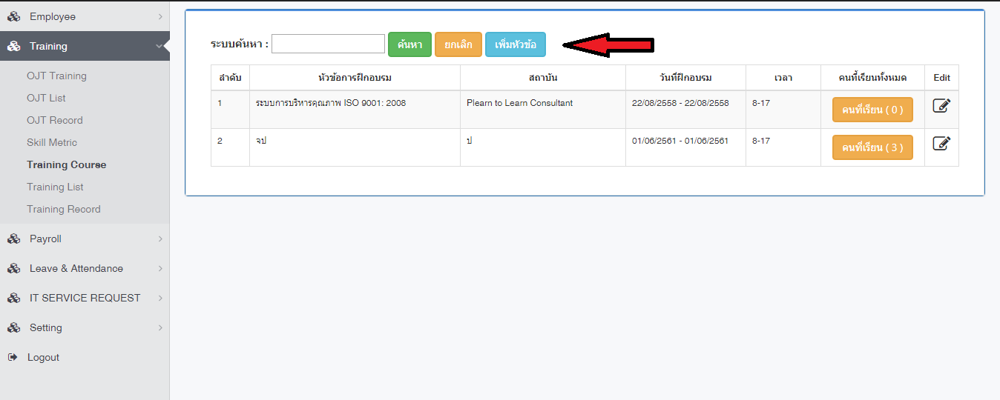 Employee
Training
OJT Training
OJT List
OJT Record
Skill Metric
Training Course
Training List
Training Record
Payroll
Leave & Attendance
IT SERVICE REQUEST
Setting
Logout
ระบบค้นหา : ค้นหา ยกเลิก เพิ่มหัวข้อ
ลำดับ หัวข้อการฝึกอบรม สถาบัน วันที่ฝึกอบรม เวลา คนที่เรียนทั้งหมด Edit
1 ระบบการบริหารคุณภาพ ISO 9001: 2008 Plearn to Learn Consultant 22/08/2558 - 22/08/2558 8-17 คนที่เรียน ( 0 )
2 จป ป 01/06/2561 - 01/06/2561 8-17 คนที่เรียน ( 3 )